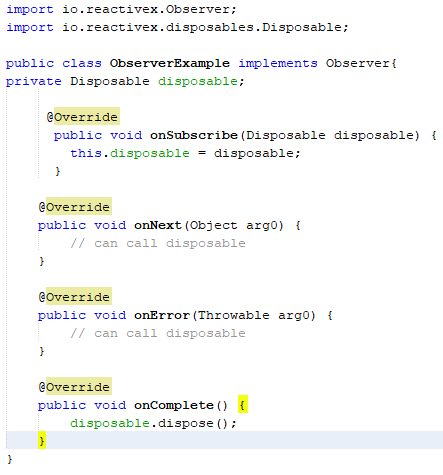 import io.reactivex.Observer;
import io.reactivex.disposables.Disposable;

public class ObserverExample implements Observer{
private Disposable disposable;

     @Override
      public void onSubscribe(Disposable disposable) {
        this.disposable = disposable;
      }

    @Override
    public void onNext(Object arg0) {
        // can call disposable
    }

    @Override
    public void onError(Throwable arg0) {
        // can call disposable
    }

    @Override
    public void onComplete() {
        disposable.dispose();
    }
}